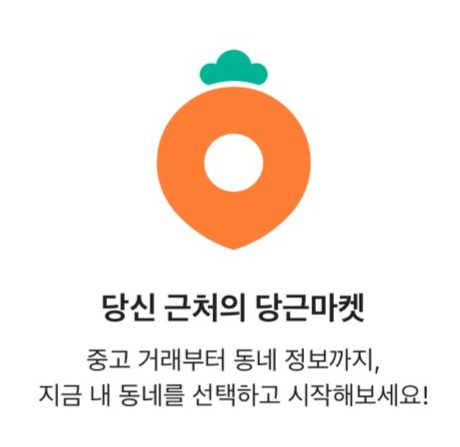 당신 근처의 당근마켓
중고 거래부터 동네 정보까지,
지금 내 동네를 선택하고 시작해보세요!